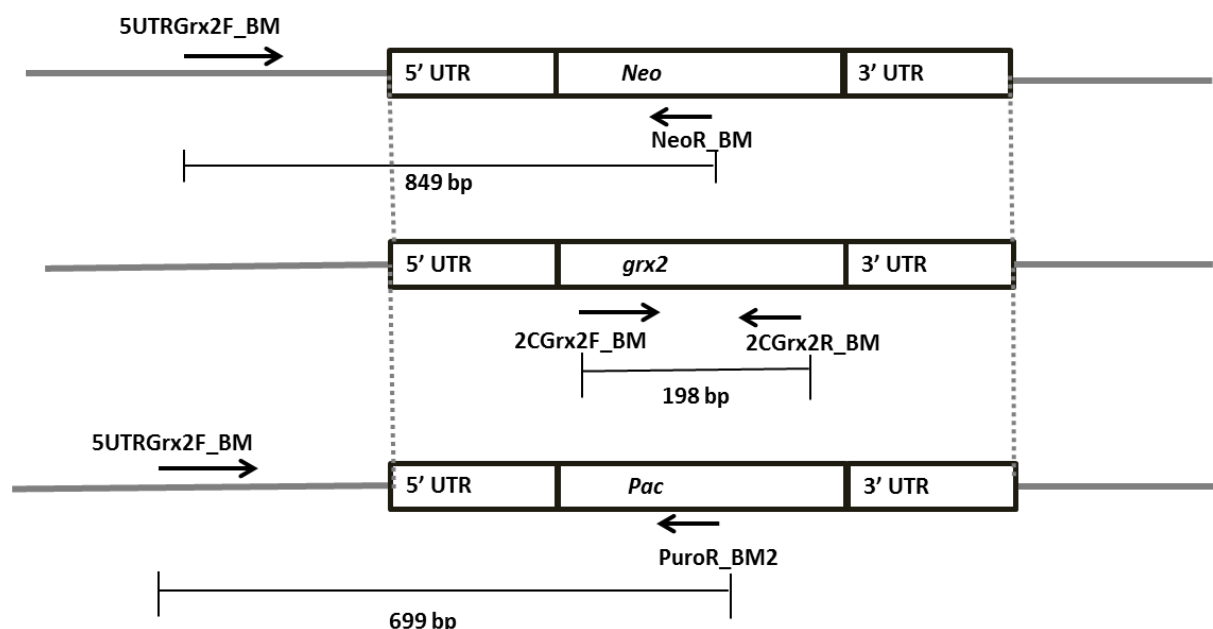 5UTRGrx2F_BM
5’ UTR Neo 3’ UTR
NeoR_BM
849 bp
5’ UTR grx2 3’ UTR
2CGrx2F_BM 2CGrx2R_BM
198 bp
5UTRGrx2F_BM
5’ UTR Pac 3’ UTR
PuroR_BM2
699 bp